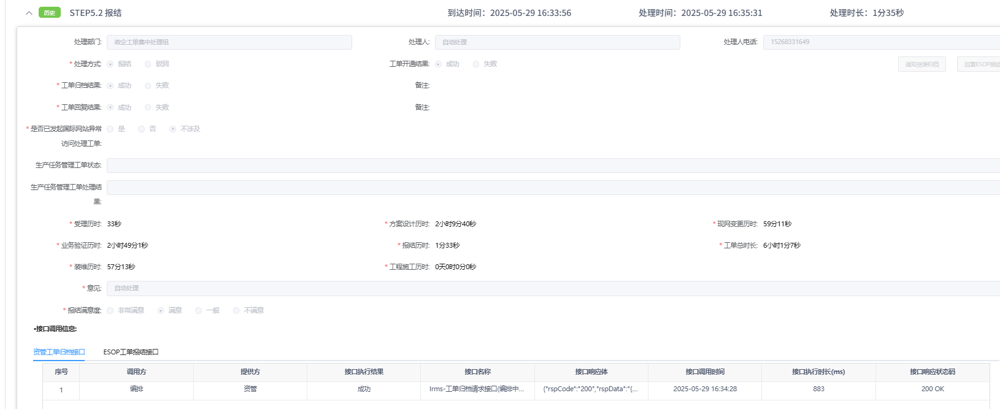 历史 STEP5.2 报结 到达时间：2025-05-29 16:33:56 处理时间：2025-05-29 16:35:31 处理时长：1分35秒
处理部门: 政企工单集中处理组 处理人: 自动处理 处理人电话: 15268331649
* 处理方式: 报结 驳回 工单开通结果: 成功 失败 通知资源归档 回复ESOP报结
* 工单归档结果: 成功 失败 备注:
* 工单回复结果: 成功 失败 备注:
* 是否已发起国际网站异常 是 否 不涉及
访问处理工单:
生产任务管理工单状态:
生产任务管理工单处理结
果:
* 受理历时: 33秒 * 方案设计历时: 2小时9分40秒 * 现网变更历时: 59分11秒
* 业务验证历时: 2小时49分1秒 * 报结历时: 1分33秒 * 工单总时长: 6小时1分7秒
* 装维历时: 57分13秒 * 工程施工历时: 0天0时0分0秒
* 意见: 自动处理
* 报结满意度: 非常满意 满意 一般 不满意
•接口调用信息:
资管工单归档接口 ESOP工单报结接口
序号 调用方 提供方 接口执行结果 接口名称 接口响应体 接口调用时间 接口执行时长(ms) 接口响应状态码
1 编排 资管 成功 Irms-工单归档请求接口(编排中... {"rspCode":"200","rspData":"{... 2025-05-29 16:34:28 883 200 OK